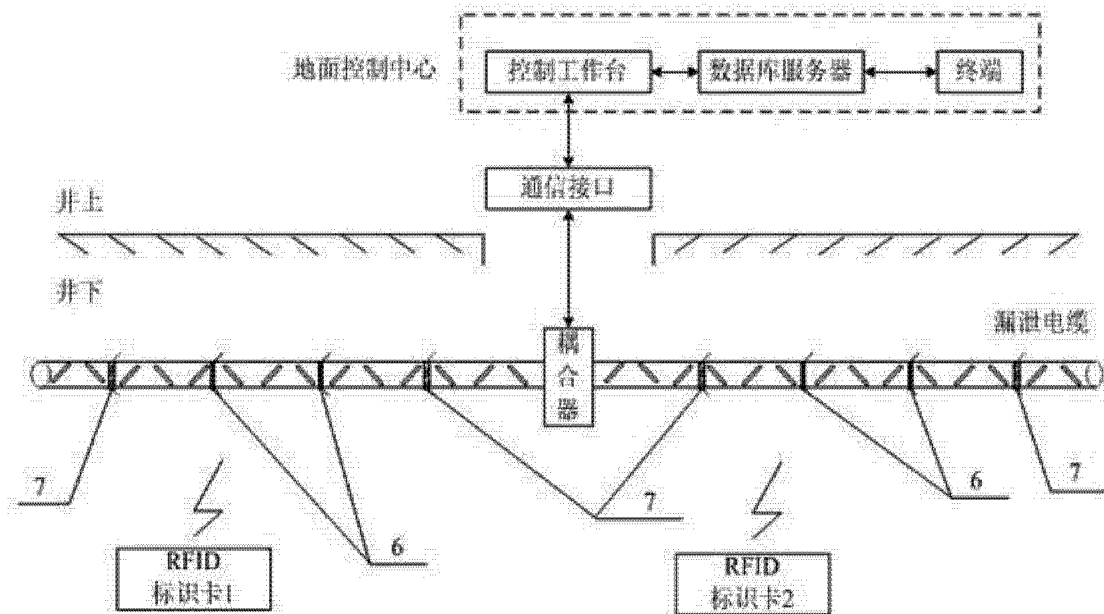 地面控制中心
控制工作台
数据库服务器
终端
通信接口
井上
井下
漏泄电缆
耦合器
7
6
7
6
7
RFID
标识卡1
RFID
标识卡2